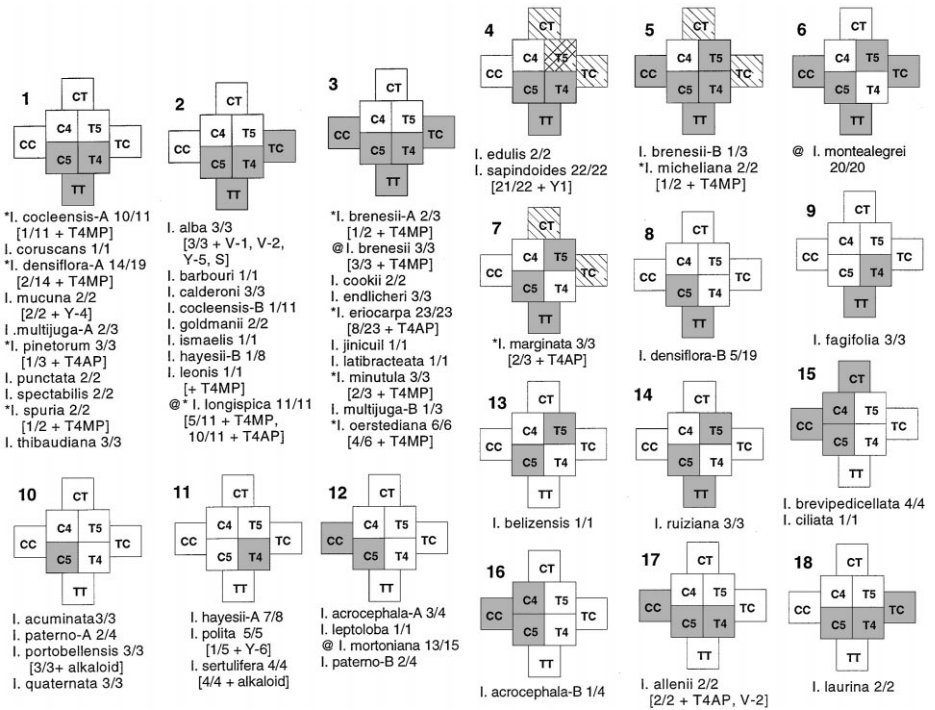 1
CT
C4 T5
CC TC
C5 T4
TT
*I. cocleensis-A 10/11
[1/11 + T4MP]
I. coruscans 1/1
*I. densiflora-A 14/19
[2/14 + T4MP]
I. mucuna 2/2
[2/2 + Y-4]
I .multijuga-A 2/3
*I. pinetorum 3/3
[1/3 + T4AP]
I. punctata 2/2
I. spectabilis 2/2
*I. spuria 2/2
[1/2 + T4MP]
I. thibaudiana 3/3
2
CT
C4 T5
CC TC
C5 T4
TT
I. alba 3/3
[3/3 + V-1, V-2,
Y-5, S]
I. barbouri 1/1
I. calderoni 3/3
I. cocleensis-B 1/11
I. goldmanii 2/2
I. ismaelis 1/1
I. hayesii-B 1/8
I. leonis 1/1
[+ T4MP]
@* I. longispica 11/11
[5/11 + T4MP,
10/11 + T4AP]
3
CT
C4 T5
CC TC
C5 T4
TT
*I. brenesii-A 2/3
[1/2 + T4MP]
@ I. brenesii 3/3
[3/3 + T4MP]
I. cookii 2/2
I. endlicheri 3/3
*I. eriocarpa 23/23
[8/23 + T4AP]
I. jinicuil 1/1
I. latibracteata 1/1
*I. minutula 3/3
[2/3 + T4MP]
I. multijuga-B 1/3
*I. oerstediana 6/6
[4/6 + T4MP]
4
CT
C4 T5
CC TC
C5 T4
TT
I. edulis 2/2
I. sapindoides 22/22
[21/22 + Y1]
5
CT
C4 T5
CC TC
C5 T4
TT
I. brenesii-B 1/3
*I. micheliana 2/2
[1/2 + T4MP]
6
CT
C4 T5
CC TC
C5 T4
TT
@ I. montealegrei
20/20
7
CT
C4 T5
CC TC
C5 T4
TT
*I. marginata 3/3
[2/3 + T4AP]
8
CT
C4 T5
CC TC
C5 T4
TT
I. densiflora-B 5/19
9
CT
C4 T5
CC TC
C5 T4
TT
I. fagifolia 3/3
10
CT
C4 T5
CC TC
C5 T4
TT
I. acuminata3/3
I. paterno-A 2/4
I. portobellensis 3/3
[3/3+ alkaloid]
I. quaternata 3/3
11
CT
C4 T5
CC TC
C5 T4
TT
I. hayesii-A 7/8
I. polita 5/5
[1/5 + Y-6]
I. sertulifera 4/4
[4/4 + alkaloid]
12
CT
C4 T5
CC TC
C5 T4
TT
I. acrocephala-A 3/4
I. leptoloba 1/1
@ I. mortoniana 13/15
I. paterno-B 2/4
13
CT
C4 T5
CC TC
C5 T4
TT
I. belizensis 1/1
14
CT
C4 T5
CC TC
C5 T4
TT
I. ruiziana 3/3
15
CT
C4 T5
CC TC
C5 T4
TT
I. brevipedicellata 4/4
I. ciliata 1/1
16
CT
C4 T5
CC TC
C5 T4
TT
I. acrocephala-B 1/4
17
CT
C4 T5
CC TC
C5 T4
TT
I. allenii 2/2
[2/2 + T4AP, V-2]
18
CT
C4 T5
CC TC
C5 T4
TT
I. laurina 2/2